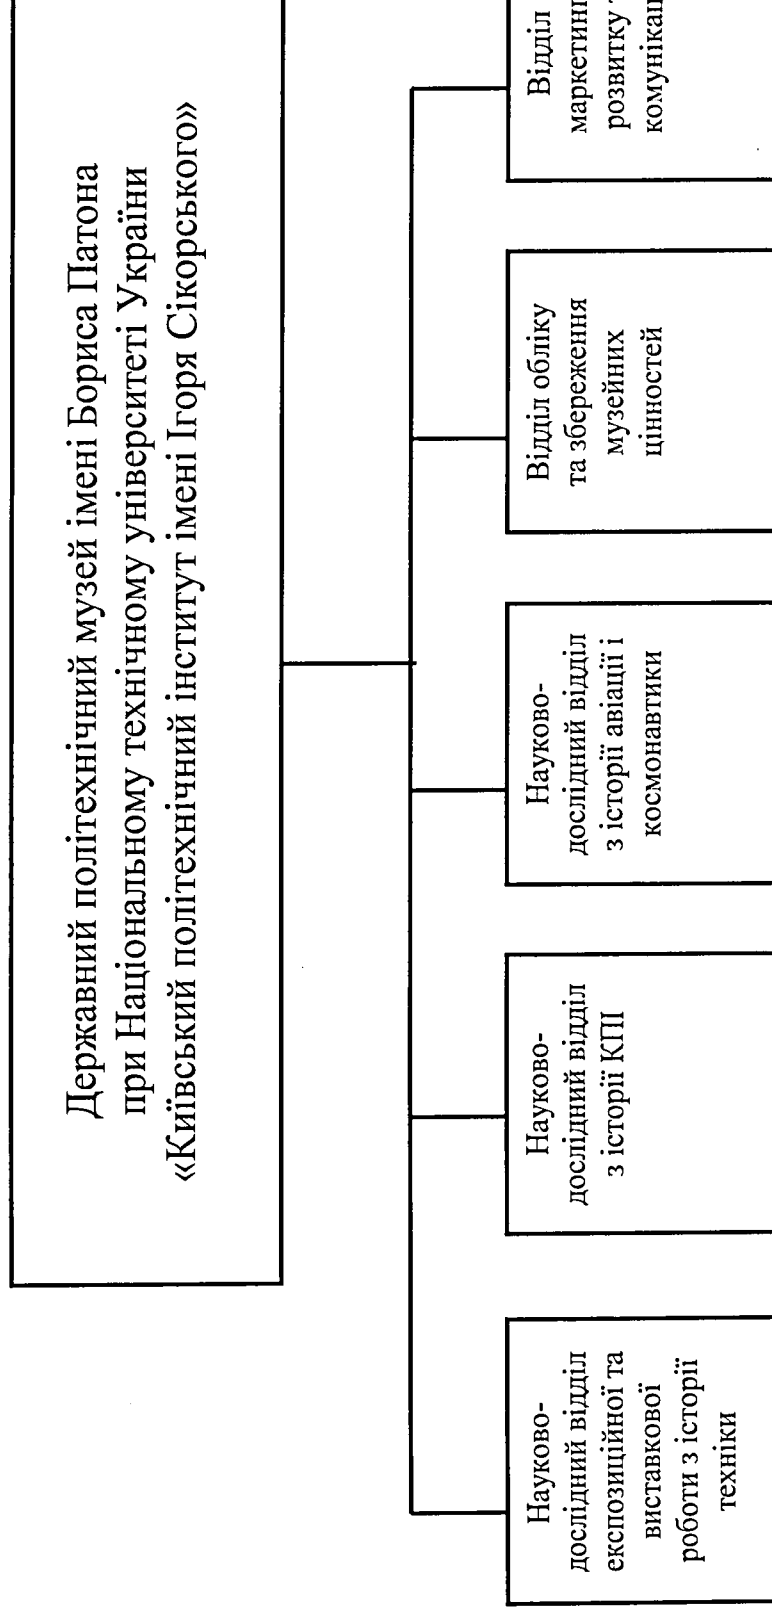 Державний політехнічний музей імені Бориса Патона
при Національному технічному університеті України
«Київський політехнічний інститут імені Ігоря Сікорського»
Науково-
дослідний відділ
експозиційної та
виставкової
роботи з історії
техніки
Науково-
дослідний відділ
з історії КПІ
Науково-
дослідний відділ
з історії авіації і
космонавтики
Відділ обліку
та збереження
музейних
цінностей
Відділ
розвитку